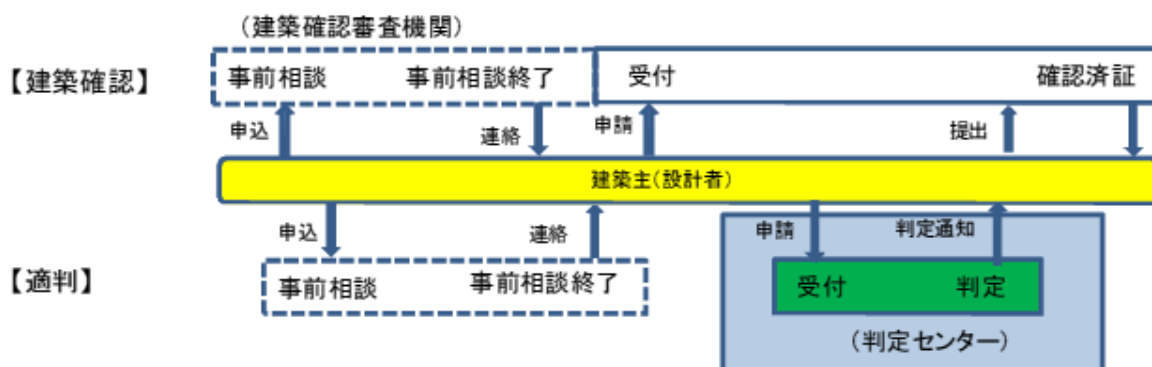 (建築確認審査機関)
【建築確認】
事前相談 事前相談終了 受付 確認済証
申込 連絡 申請 提出
建築主(設計者)
申込 連絡 申請 判定通知
【適判】
事前相談 事前相談終了 受付 判定
(判定センター)